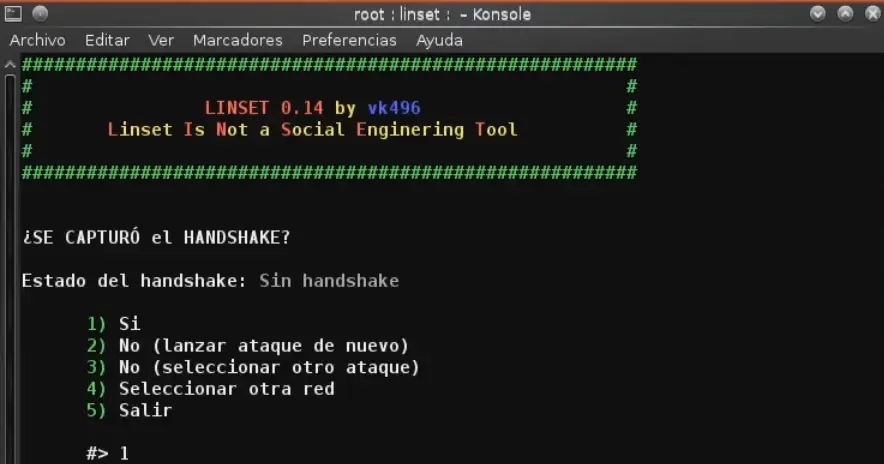 root : linset : – Konsole
Archivo Editar Ver Marcadores Preferencias Ayuda
#########################################################
# #
# LINSET 0.14 by vk496 #
# Linset Is Not a Social Enginering Tool #
# #
#########################################################
¿SE CAPTURÓ el HANDSHAKE?
Estado del handshake: Sin handshake
1) Si
2) No (lanzar ataque de nuevo)
3) No (seleccionar otro ataque)
4) Seleccionar otra red
5) Salir
#> 1